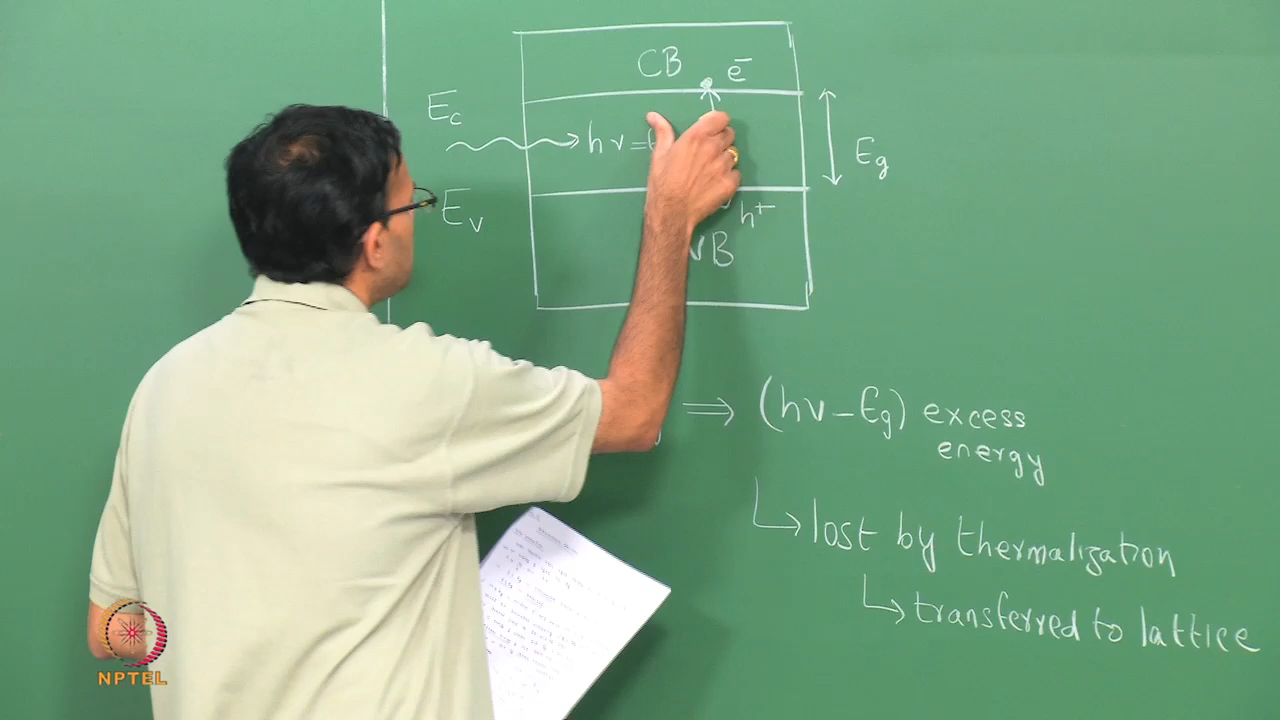 CB e⁻
E_c
hν =
E_g
E_v
h⁺
VB
⇒ (hν – E_g) excess
energy
↳ lost by thermalization
↳ transferred to lattice
NPTEL